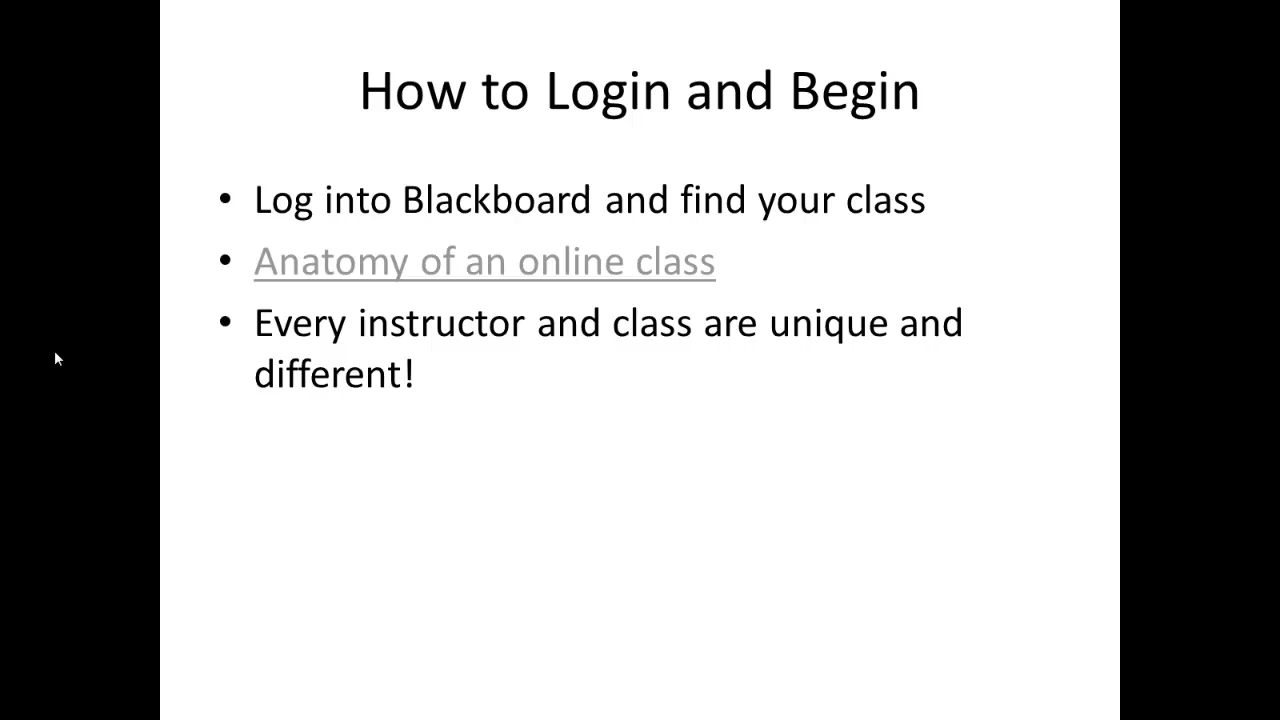 How to Login and Begin
• Log into Blackboard and find your class
• Anatomy of an online class
• Every instructor and class are unique and
different!